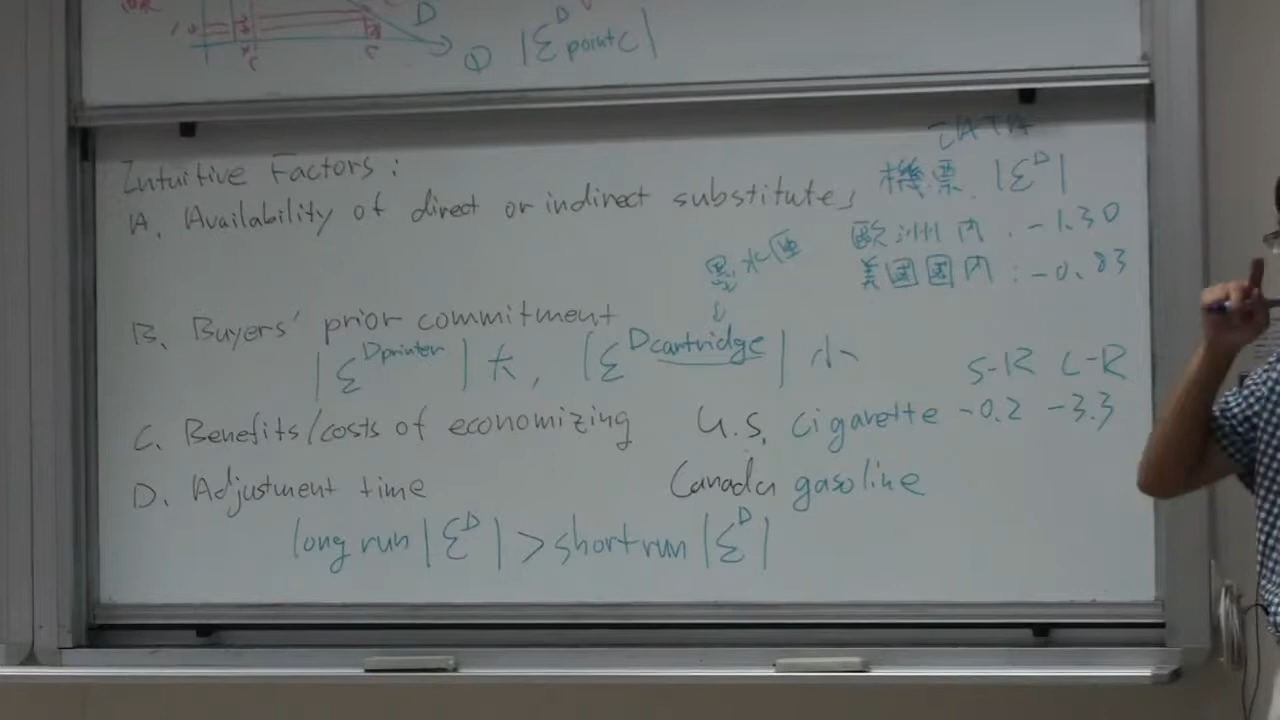 D
Q |Σ^D point C|
IATA
Intuitive Factors:
機票 |Σ^D|
A. Availability of direct or indirect substitutes
歐洲州內: -1.30
墨水匣 美國國內: -0.83
↓
B. Buyers' prior commitment
|Σ^Dprinter| 大, |Σ^Dcartridge| 小
S-R L-R
C. Benefits/costs of economizing U.S. cigarette -0.2 -3.3
D. Adjustment time Canada gasoline
long run |Σ^D| > short run |Σ^D|